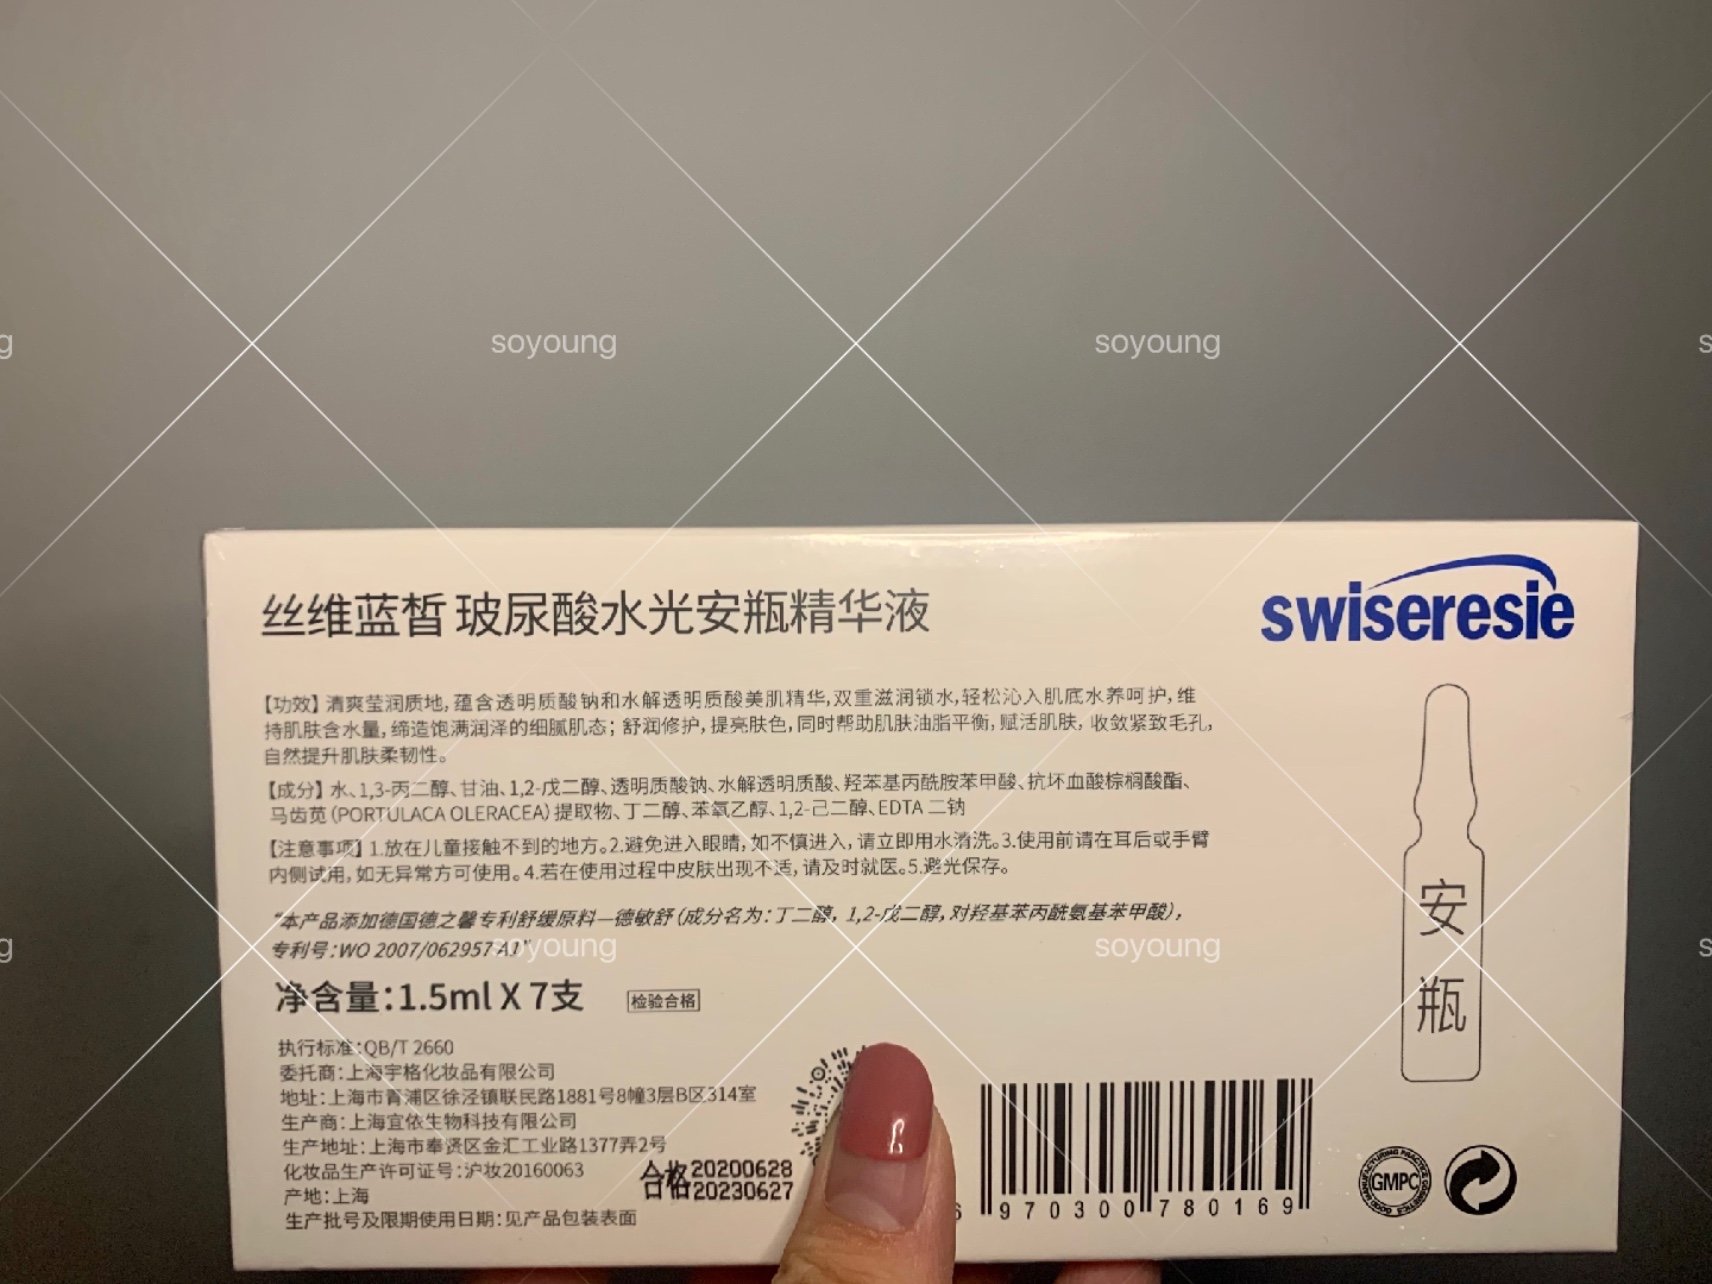 soyoung
soyoung
丝维蓝皙 玻尿酸水光安瓶精华液
swiseresie
【功效】清爽莹润质地,蕴含透明质酸钠和水解透明质酸美肌精华,双重滋润锁水,轻松沁入肌底水养呵护,维
持肌肤含水量,缔造饱满润泽的细腻肌态；舒润修护,提亮肤色,同时帮助肌肤油脂平衡,赋活肌肤,收敛紧致毛孔,
自然提升肌肤柔韧性。
【成分】水、1,3-丙二醇、甘油、1,2-戊二醇、透明质酸钠、水解透明质酸、羟苯基丙酰胺苯甲酸、抗坏血酸棕榈酸酯、
马齿苋(PORTULACA OLERACEA)提取物、丁二醇、苯氧乙醇、1,2-己二醇、EDTA 二钠
【注意事项】1.放在儿童接触不到的地方。2.避免进入眼睛,如不慎进入,请立即用水清洗。3.使用前请在耳后或手臂
内侧试用,如无异常方可使用。4.若在使用过程中皮肤出现不适,请及时就医。5.避光保存。
“本产品添加德国德之馨专利舒缓原料—德敏舒(成分名为:丁二醇, 1,2-戊二醇,对羟基苯丙酰氨基苯甲酸),
专利号:WO 2007/062957 A1”
soyoung
soyoung
安
瓶
净含量:1.5ml X 7支
检验合格
执行标准:QB/T 2660
委托商:上海宇格化妆品有限公司
地址:上海市青浦区徐泾镇联民路1881号8幢3层B区314室
生产商:上海宜侬生物科技有限公司
生产地址:上海市奉贤区金汇工业路1377弄2号
化妆品生产许可证号:沪妆20160063
产地:上海
生产批号及限期使用日期:见产品包装表面
合格 20200628
日出 20230627
6 970300 780169
GMPC